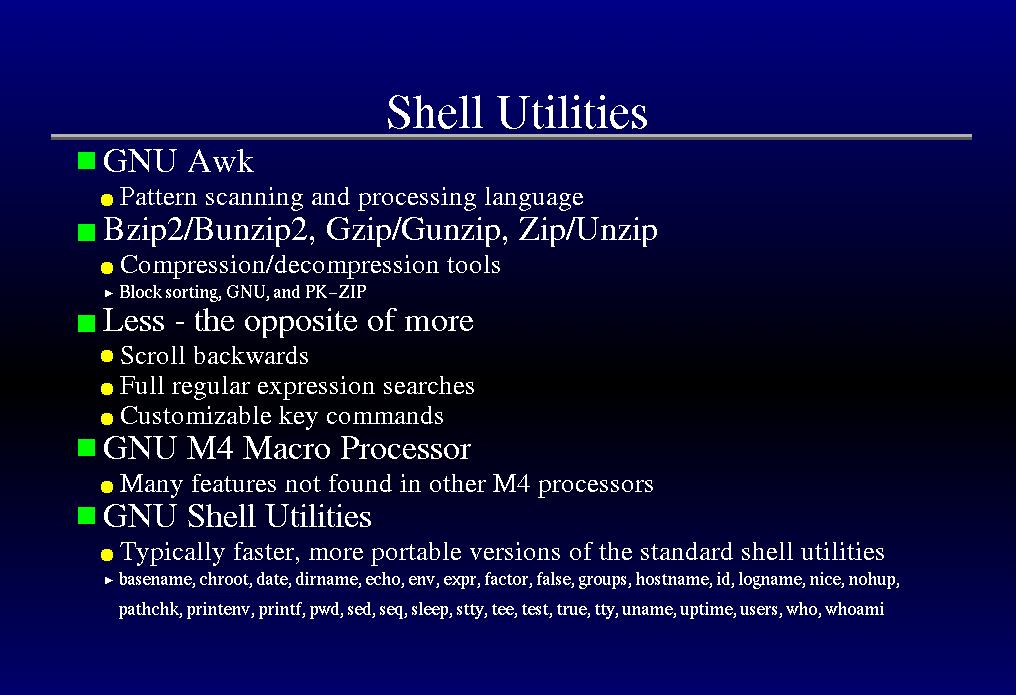 Shell Utilities
GNU Awk
Pattern scanning and processing language
Bzip2/Bunzip2, Gzip/Gunzip, Zip/Unzip
Compression/decompression tools
Block sorting, GNU, and PK−ZIP
Less - the opposite of more
Scroll backwards
Full regular expression searches
Customizable key commands
GNU M4 Macro Processor
Many features not found in other M4 processors
GNU Shell Utilities
Typically faster, more portable versions of the standard shell utilities
basename, chroot, date, dirname, echo, env, expr, factor, false, groups, hostname, id, logname, nice, nohup,
pathchk, printenv, printf, pwd, sed, seq, sleep, stty, tee, test, true, tty, uname, uptime, users, who, whoami